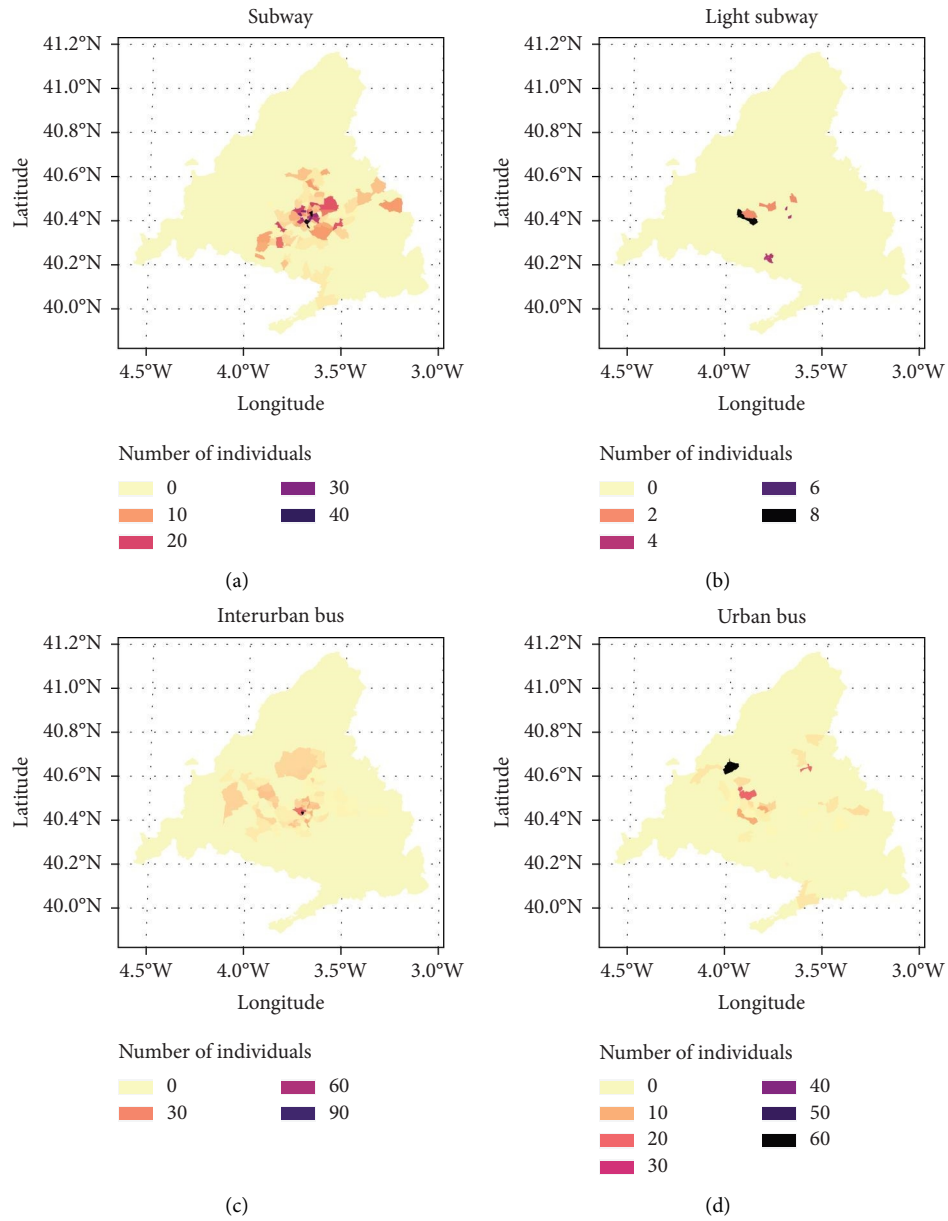 Subway
41.2°N
41.0°N
40.8°N
40.6°N
40.4°N
40.2°N
40.0°N
Latitude
4.5°W 4.0°W 3.5°W 3.0°W
Longitude
Number of individuals
0 30
10 40
20
(a)
Light subway
41.2°N
41.0°N
40.8°N
40.6°N
40.4°N
40.2°N
40.0°N
Latitude
4.5°W 4.0°W 3.5°W 3.0°W
Longitude
Number of individuals
0 6
2 8
4
(b)
Interurban bus
41.2°N
41.0°N
40.8°N
40.6°N
40.4°N
40.2°N
40.0°N
Latitude
4.5°W 4.0°W 3.5°W 3.0°W
Longitude
Number of individuals
0 60
30 90
(c)
Urban bus
41.2°N
41.0°N
40.8°N
40.6°N
40.4°N
40.2°N
40.0°N
Latitude
4.5°W 4.0°W 3.5°W 3.0°W
Longitude
Number of individuals
0 40
10 50
20 60
30
(d)